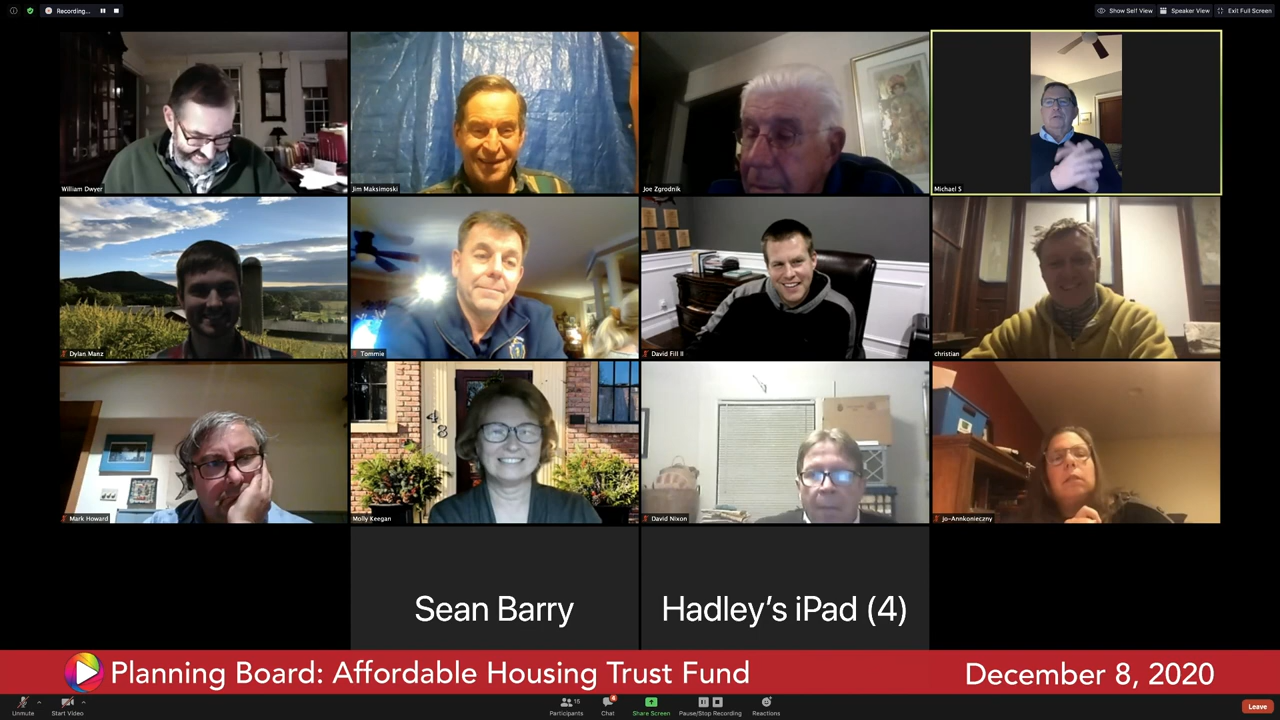 Recording...
Show Self View
Speaker View
Exit Full Screen
William Dwyer
Jim Maksimoski
Joe Zgrodnik
Michael S
Dylan Manz
Tommie
David Fill II
christian
48
Mark Howard
Molly Keegan
David Nixon
Jo-Annkonieczny
Sean Barry
Hadley's iPad (4)
Planning Board: Affordable Housing Trust Fund
December 8, 2020
Unmute
Start Video
Participants
15
Chat
4
Share Screen
Pause/Stop Recording
Reactions
Leave